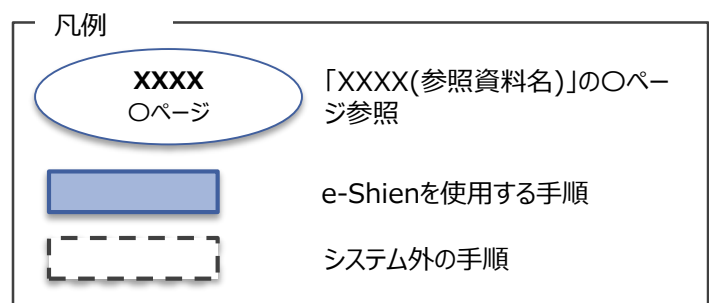 凡例
XXXX
〇ページ
「XXXX(参照資料名)」の〇ペー
ジ参照
e-Shienを使用する手順
システム外の手順